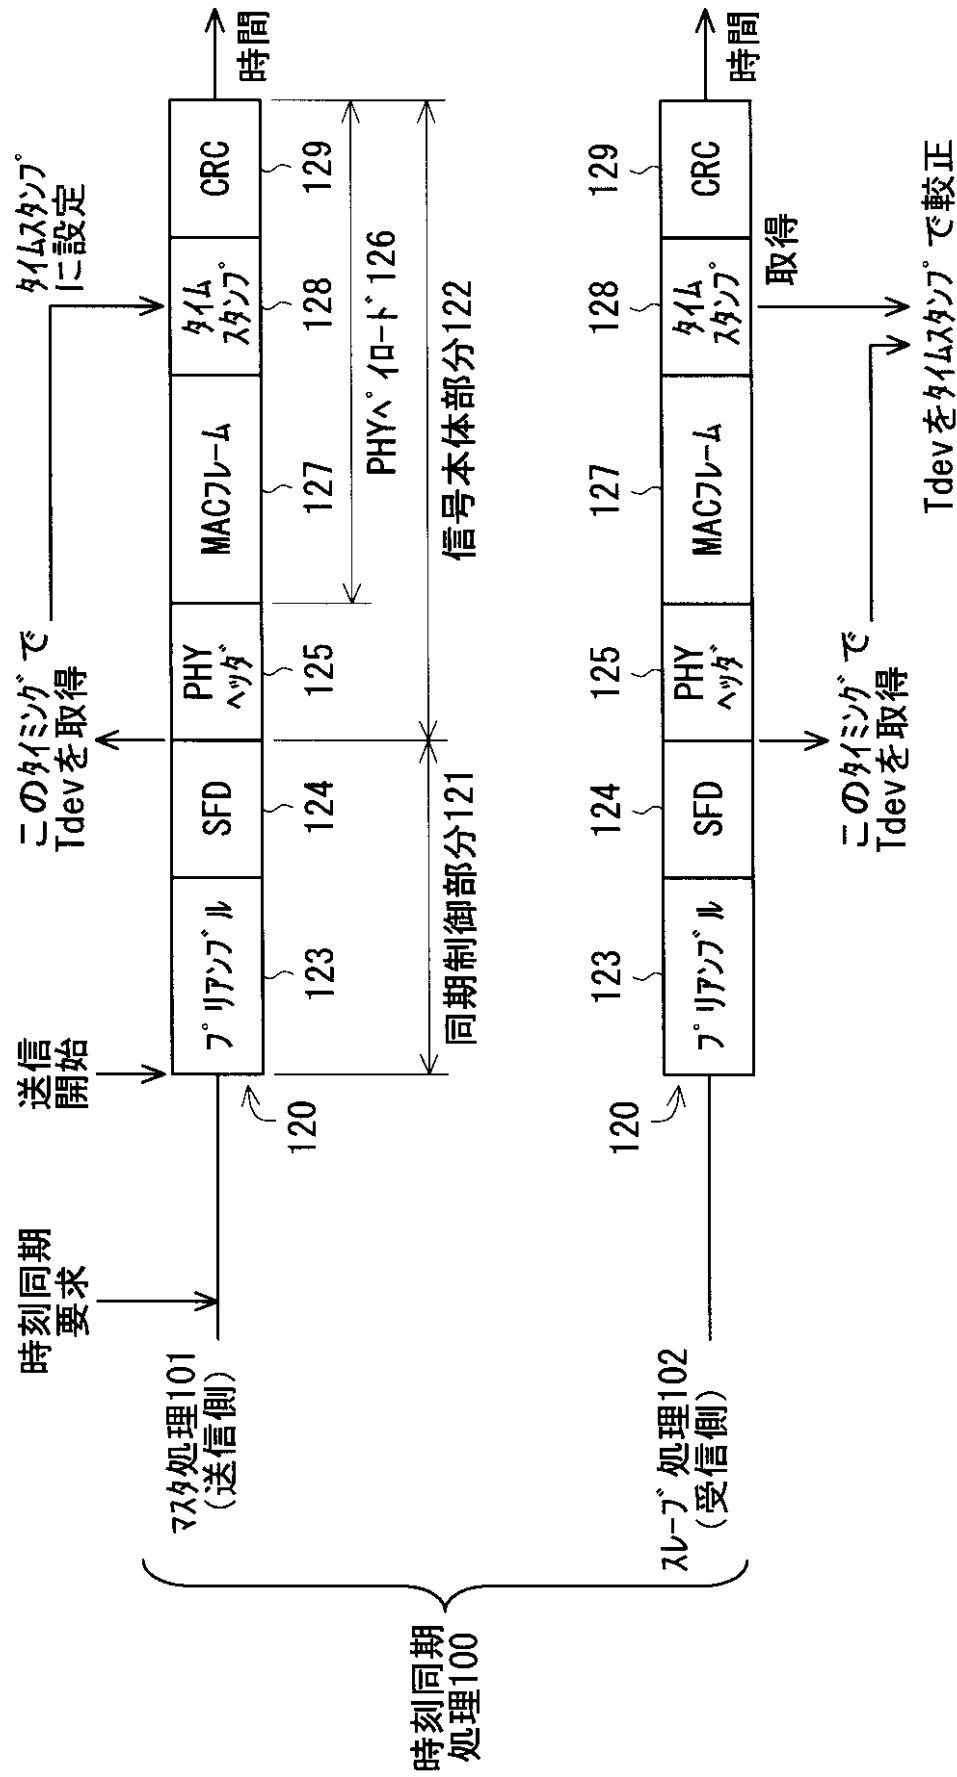 時刻同期
処理100
マスタ処理101
(送信側)
時刻同期
要求
送信
開始
このタイミングで
Tdevを取得
タイムスタンプ
に設定
プリアンブル
SFD
PHY
ヘッダ
MACフレーム
タイム
スタンプ
CRC
時間
120
123
124
125
127
128
129
PHYペイロード126
同期制御部分121
信号本体部分122
スレーブ処理102
(受信側)
120
123
124
125
127
128
129
プリアンブル
SFD
PHY
ヘッダ
MACフレーム
タイム
スタンプ
CRC
時間
取得
このタイミングで
Tdevを取得
Tdevをタイムスタンプで較正